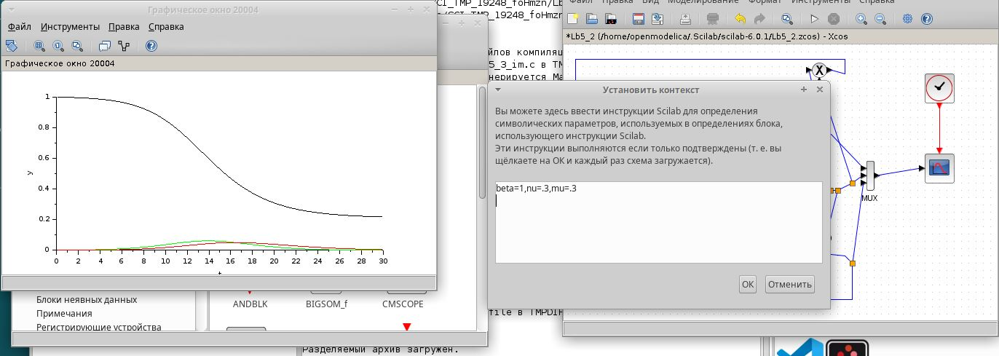 Графическое окно 20004
Файл Инструменты Правка Справка
Графическое окно 20004
1
0.8
0.6
0.4
0.2
0
y
0 2 4 6 8 10 12 14 16 18 20 22 24 26 28 30
t
CI_TMP_19248_foHmzn/Lb
/SCI_TMP_19248_foHmzn
йлов компиляц
5_3_im.c в TM
нерируется Ма
Файл Правка Вид Моделирование Формат Инструменты Справка
*Lb5_2 (/home/openmodelica/.Scilab/scilab-6.0.1/Lb5_2.zcos) - Xcos
X
MUX
Установить контекст
Вы можете здесь ввести инструкции Scilab для определения
символических параметров, используемых в определениях блока,
использующего инструкции Scilab.
Эти инструкции выполняются если только подтверждены (т. е. вы
щёлкаете на ОК и каждый раз схема загружается).
beta=1,nu=.3,mu=.3
ОК Отменить
Блоки неявных данных
Примечания
Регистрирующие устройства
ANDBLK BIGSOM_f CMSCOPE
file в TMPDIR
Разделяемый архив загружен.